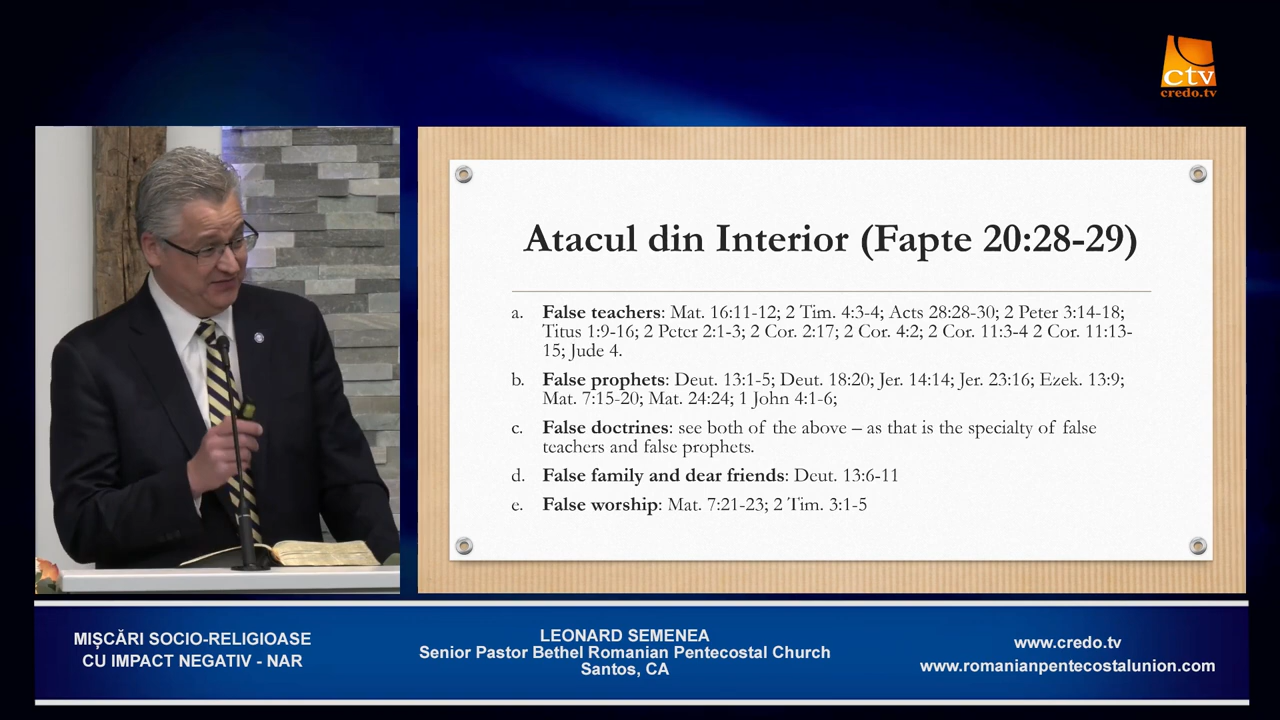 ctv
credo.tv
Atacul din Interior (Fapte 20:28-29)
a. False teachers: Mat. 16:11-12; 2 Tim. 4:3-4; Acts 28:28-30; 2 Peter 3:14-18;
Titus 1:9-16; 2 Peter 2:1-3; 2 Cor. 2:17; 2 Cor. 4:2; 2 Cor. 11:3-4 2 Cor. 11:13-
15; Jude 4.
b. False prophets: Deut. 13:1-5; Deut. 18:20; Jer. 14:14; Jer. 23:16; Ezek. 13:9;
Mat. 7:15-20; Mat. 24:24; 1 John 4:1-6;
c. False doctrines: see both of the above – as that is the specialty of false
teachers and false prophets.
d. False family and dear friends: Deut. 13:6-11
e. False worship: Mat. 7:21-23; 2 Tim. 3:1-5
MIȘCĂRI SOCIO-RELIGIOASE
CU IMPACT NEGATIV - NAR
LEONARD SEMENEA
Senior Pastor Bethel Romanian Pentecostal Church
Santos, CA
www.credo.tv
www.romanianpentecostalunion.com